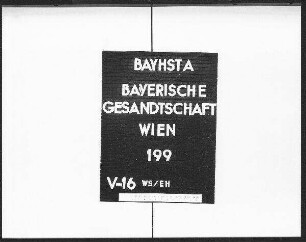 BAYHSTA
BAYERISCHE
GESANDTSCHAFT
WIEN
199
V-16 WS/EH